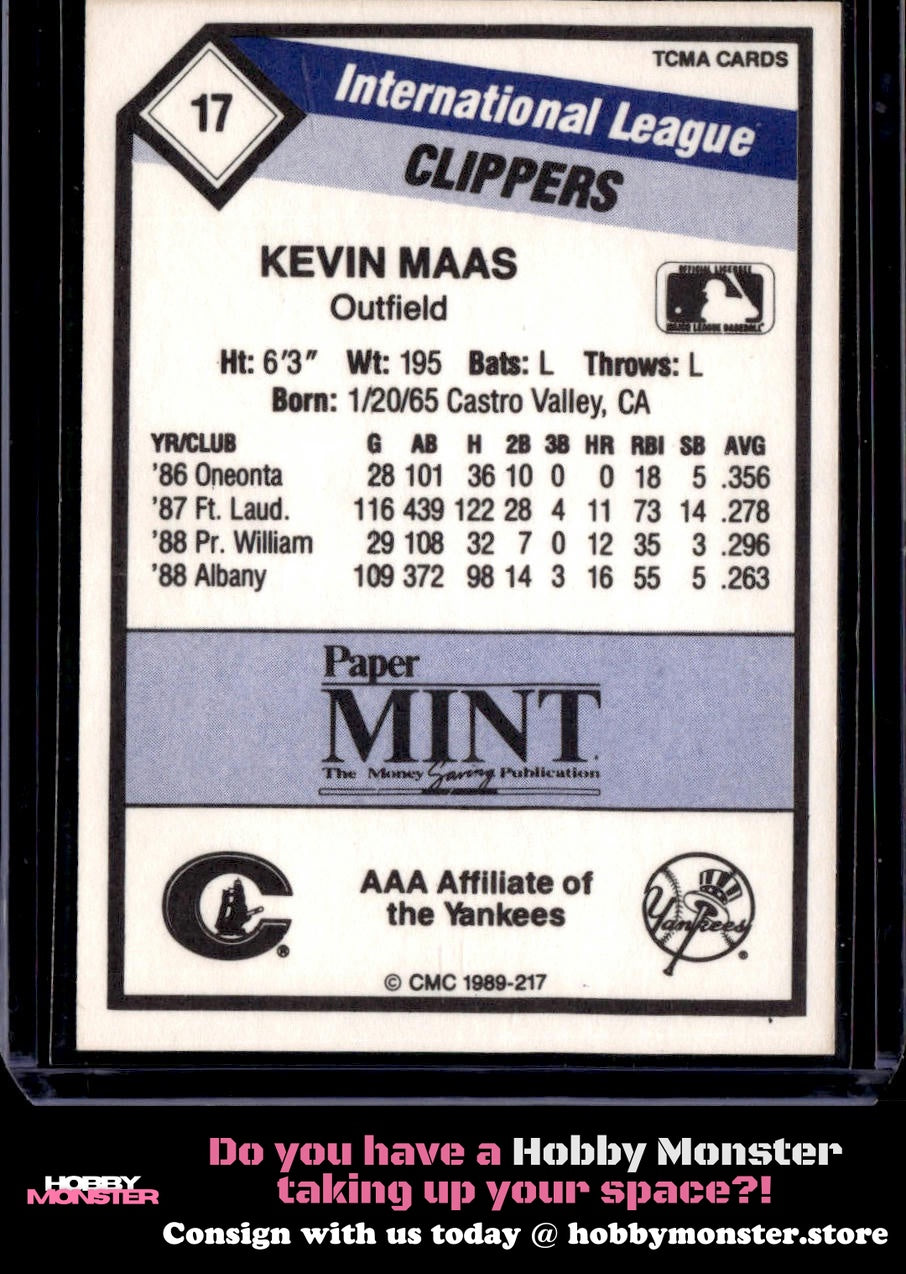 TCMA CARDS
17
International League
CLIPPERS
KEVIN MAAS
Outfield
OFFICIAL LICENSEE
MAJOR LEAGUE BASEBALL
Ht: 6'3" Wt: 195 Bats: L Throws: L
Born: 1/20/65 Castro Valley, CA
YR/CLUB G AB H 2B 3B HR RBI SB AVG
'86 Oneonta 28 101 36 10 0 0 18 5 .356
'87 Ft. Laud. 116 439 122 28 4 11 73 14 .278
'88 Pr. William 29 108 32 7 0 12 35 3 .296
'88 Albany 109 372 98 14 3 16 55 5 .263
Paper
MINT
The Money Saving Publication
C ®
AAA Affiliate of
the Yankees
Yankees ®
© CMC 1989-217
HOBBY
MONSTER
Do you have a Hobby Monster
taking up your space?!
Consign with us today @ hobbymonster.store